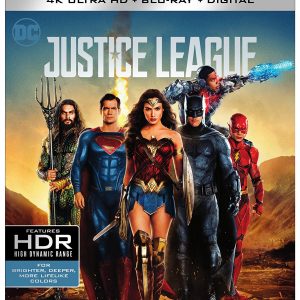 4K ULTRA HD + BLU-RAY + DIGITAL
DC
JUSTICE LEAGUE
FEATURES
HDR
HIGH DYNAMIC RANGE
FOR
BRIGHTER, DEEPER,
MORE LIFELIKE
COLORS